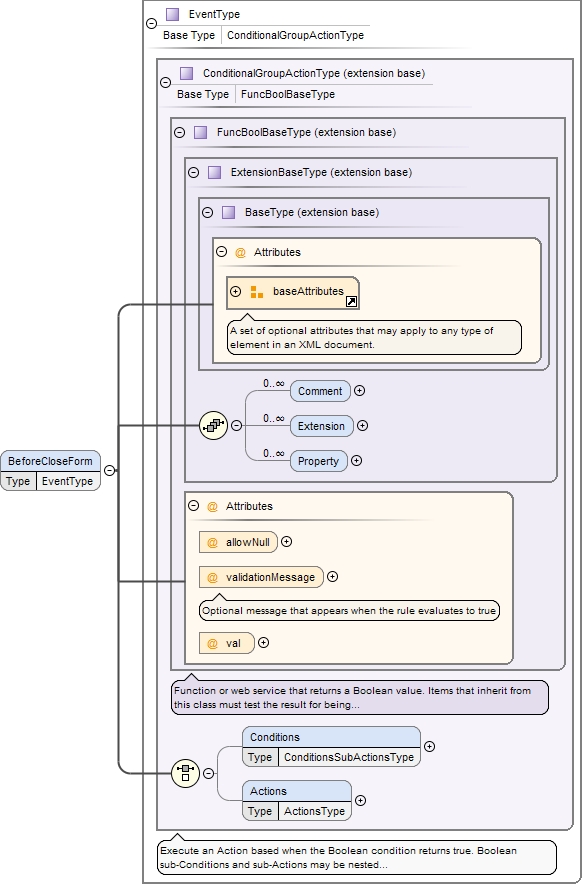 EventType
Base Type ConditionalGroupActionType
ConditionalGroupActionType (extension base)
Base Type FuncBoolBaseType
FuncBoolBaseType (extension base)
ExtensionBaseType (extension base)
BaseType (extension base)
@ Attributes
baseAttributes
A set of optional attributes that may apply to any type of
element in an XML document.
0..∞
Comment
0..∞
Extension
0..∞
Property
BeforeCloseForm
Type EventType
@ Attributes
@ allowNull
@ validationMessage
Optional message that appears when the rule evaluates to true
@ val
Function or web service that returns a Boolean value. Items that inherit from
this class must test the result for being...
Conditions
Type ConditionsSubActionsType
Actions
Type ActionsType
Execute an Action based when the Boolean condition returns true. Boolean
sub-Conditions and sub-Actions may be nested...